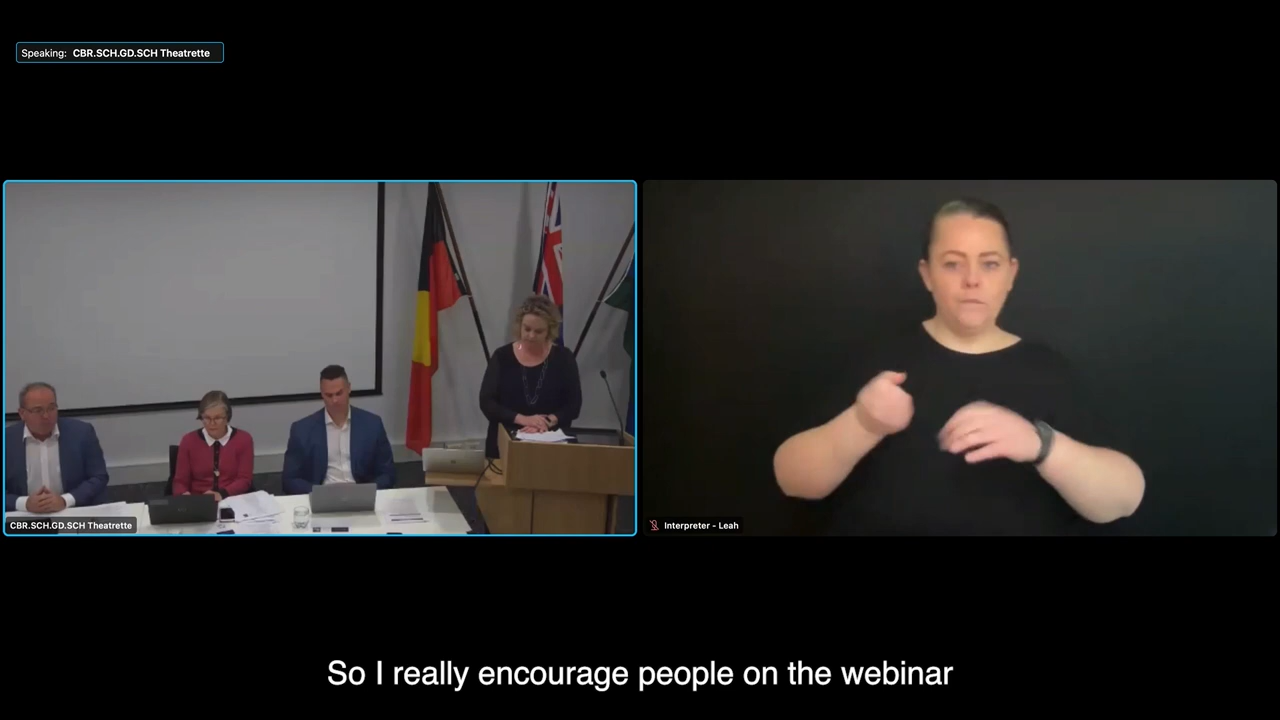 Speaking: CBR.SCH.GD.SCH Theatrette
CBR.SCH.GD.SCH Theatrette
Interpreter - Leah
So I really encourage people on the webinar